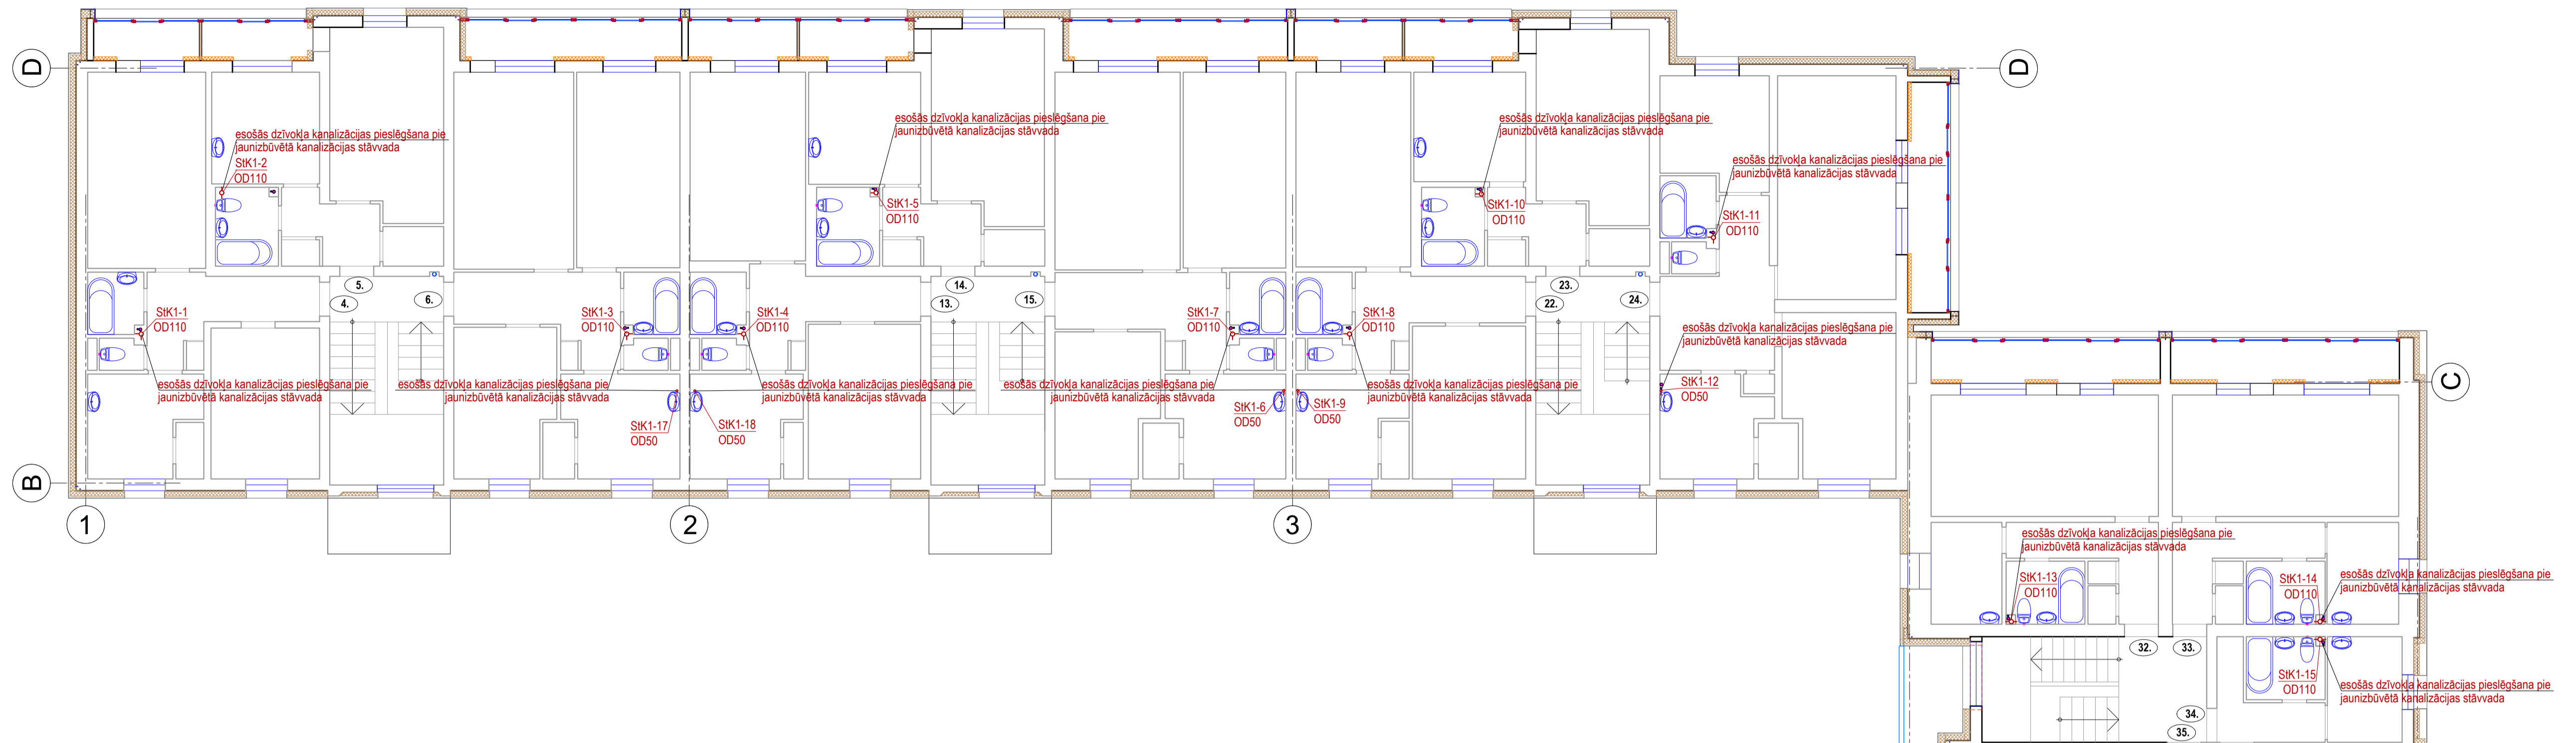 D
D
esošās dzīvokļa kanalizācijas pieslēgšana pie
jaunizbūvētā kanalizācijas stāvvada
StK1-2
OD110
esošās dzīvokļa kanalizācijas pieslēgšana pie
jaunizbūvētā kanalizācijas stāvvada
StK1-5
OD110
esošās dzīvokļa kanalizācijas pieslēgšana pie
jaunizbūvētā kanalizācijas stāvvada
StK1-10
OD110
esošās dzīvokļa kanalizācijas pieslēgšana pie
jaunizbūvētā kanalizācijas stāvvada
StK1-11
OD110
5.
4.
6.
14.
13.
15.
23.
22.
24.
StK1-1
OD110
StK1-3
OD110
StK1-4
OD110
StK1-7
OD110
StK1-8
OD110
esošās dzīvokļa kanalizācijas pieslēgšana pie
jaunizbūvētā kanalizācijas stāvvada
esošās dzīvokļa kanalizācijas pieslēgšana pie
jaunizbūvētā kanalizācijas stāvvada
esošās dzīvokļa kanalizācijas pieslēgšana pie
jaunizbūvētā kanalizācijas stāvvada
esošās dzīvokļa kanalizācijas pieslēgšana pie
jaunizbūvētā kanalizācijas stāvvada
esošās dzīvokļa kanalizācijas pieslēgšana pie
jaunizbūvētā kanalizācijas stāvvada
esošās dzīvokļa kanalizācijas pieslēgšana pie
jaunizbūvētā kanalizācijas stāvvada
StK1-12
OD50
C
StK1-17
OD50
StK1-18
OD50
StK1-6
OD50
StK1-9
OD50
B
1
2
3
esošās dzīvokļa kanalizācijas pieslēgšana pie
jaunizbūvētā kanalizācijas stāvvada
StK1-13
OD110
StK1-14
OD110
esošās dzīvokļa kanalizācijas pieslēgšana pie
jaunizbūvētā kanalizācijas stāvvada
32.
33.
StK1-15
OD110
esošās dzīvokļa kanalizācijas pieslēgšana pie
jaunizbūvētā kanalizācijas stāvvada
34.
35.